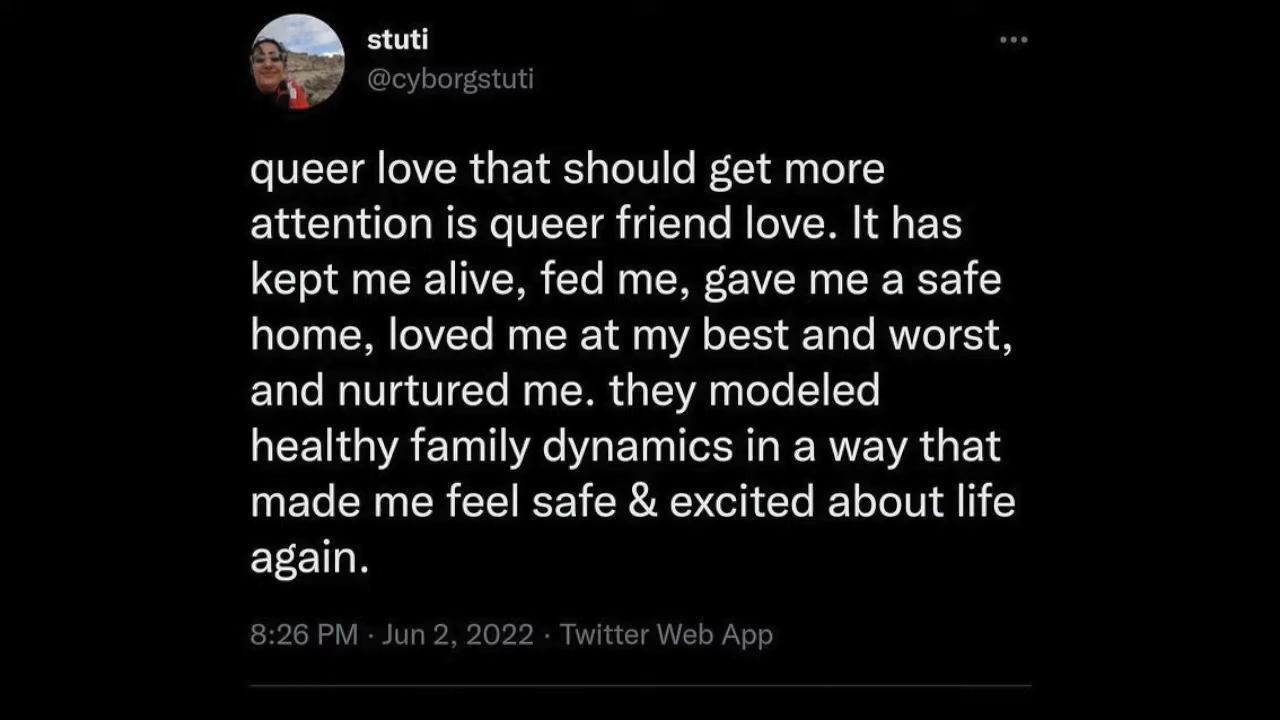 stuti
@cyborgstuti
queer love that should get more
attention is queer friend love. It has
kept me alive, fed me, gave me a safe
home, loved me at my best and worst,
and nurtured me. they modeled
healthy family dynamics in a way that
made me feel safe & excited about life
again.
8:26 PM · Jun 2, 2022 · Twitter Web App